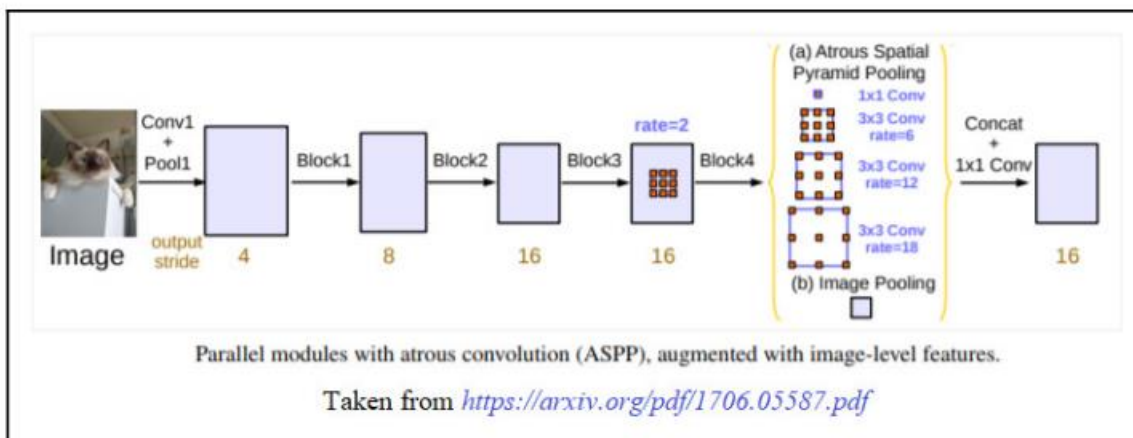 (a) Atrous Spatial
Pyramid Pooling
1x1 Conv
3x3 Conv
rate=6
3x3 Conv
rate=12
3x3 Conv
rate=18
(b) Image Pooling
Conv1
+
Pool1
Block1
Block2
Block3
rate=2
Block4
Concat
+
1x1 Conv
Image
output
stride
4
8
16
16
16
Parallel modules with atrous convolution (ASPP), augmented with image-level features.
Taken from https://arxiv.org/pdf/1706.05587.pdf